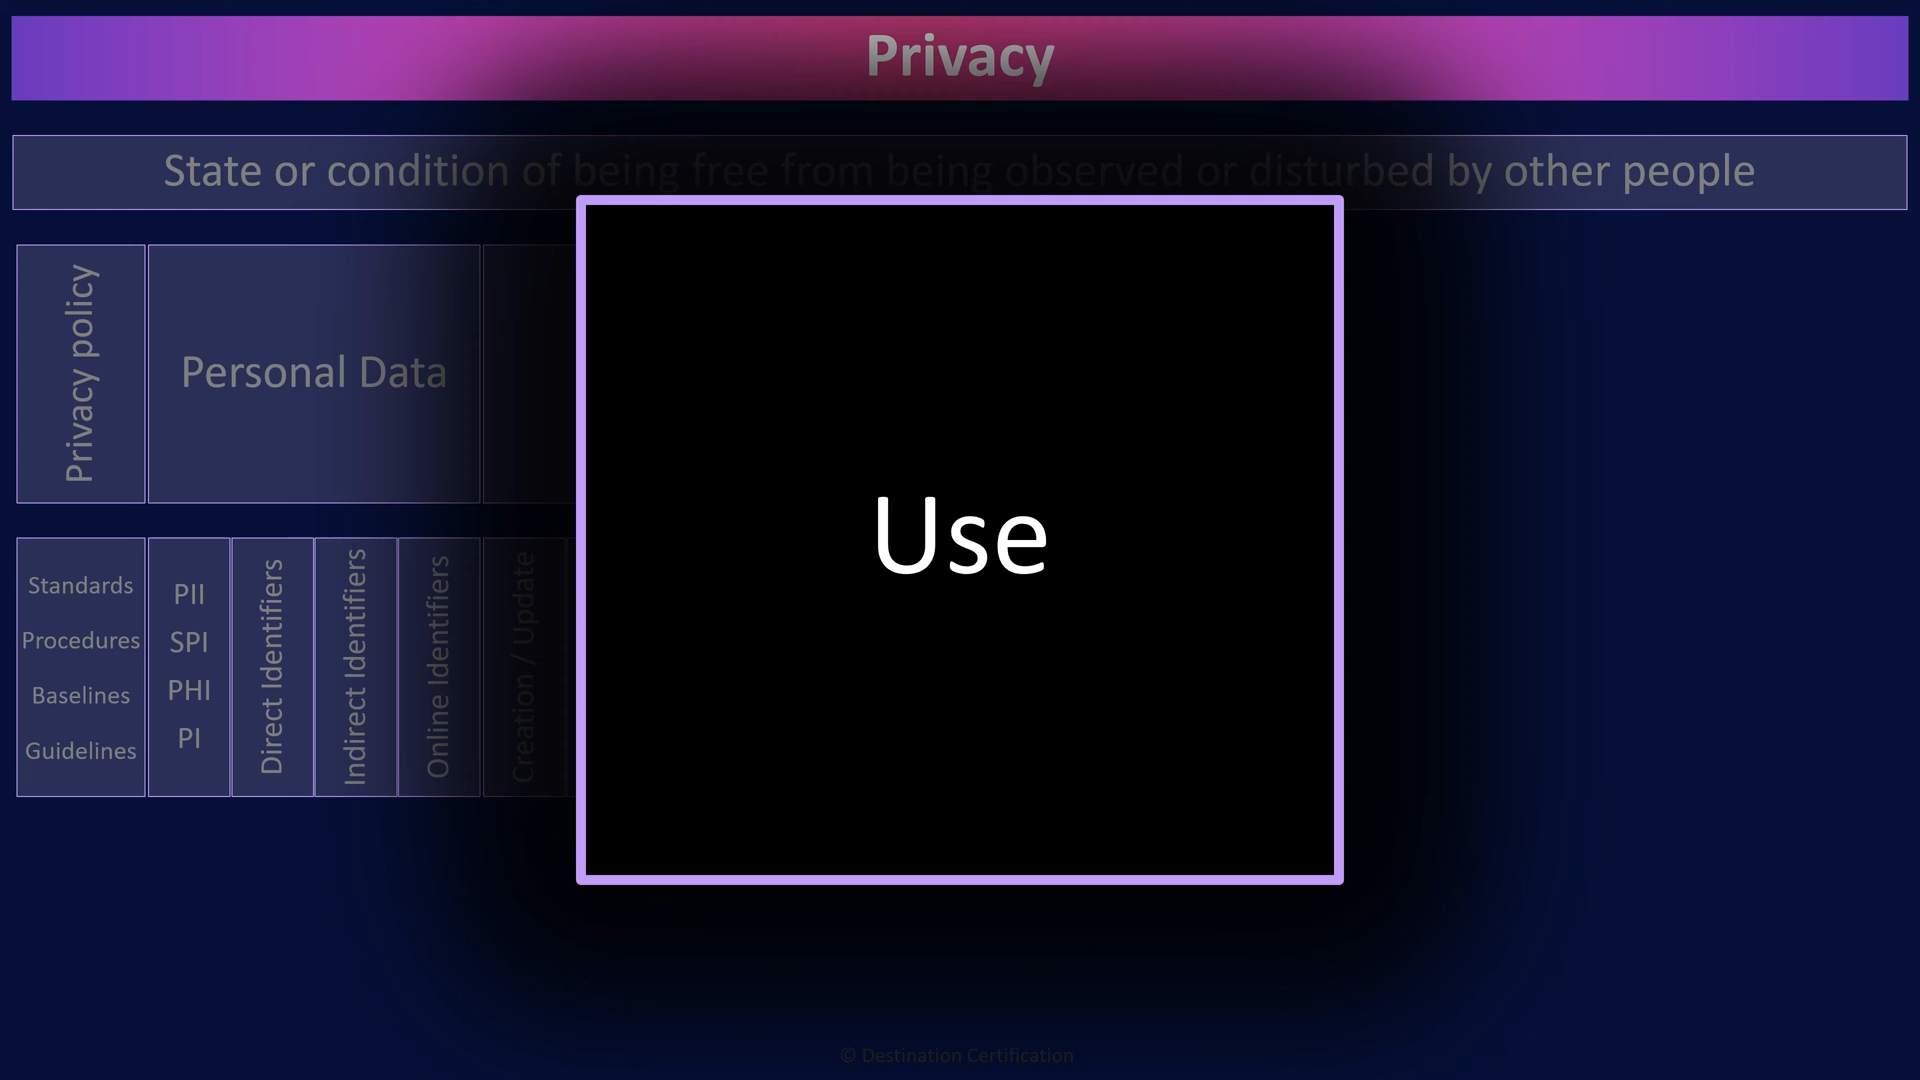 Privacy
State or condition of being free from being observed or disturbed by other people
Privacy policy
Personal Data
Use
Standards
Procedures
Baselines
Guidelines
PII
SPI
PHI
PI
Direct Identifiers
Indirect Identifiers
Online Identifiers
Creation / Update
© Destination Certification